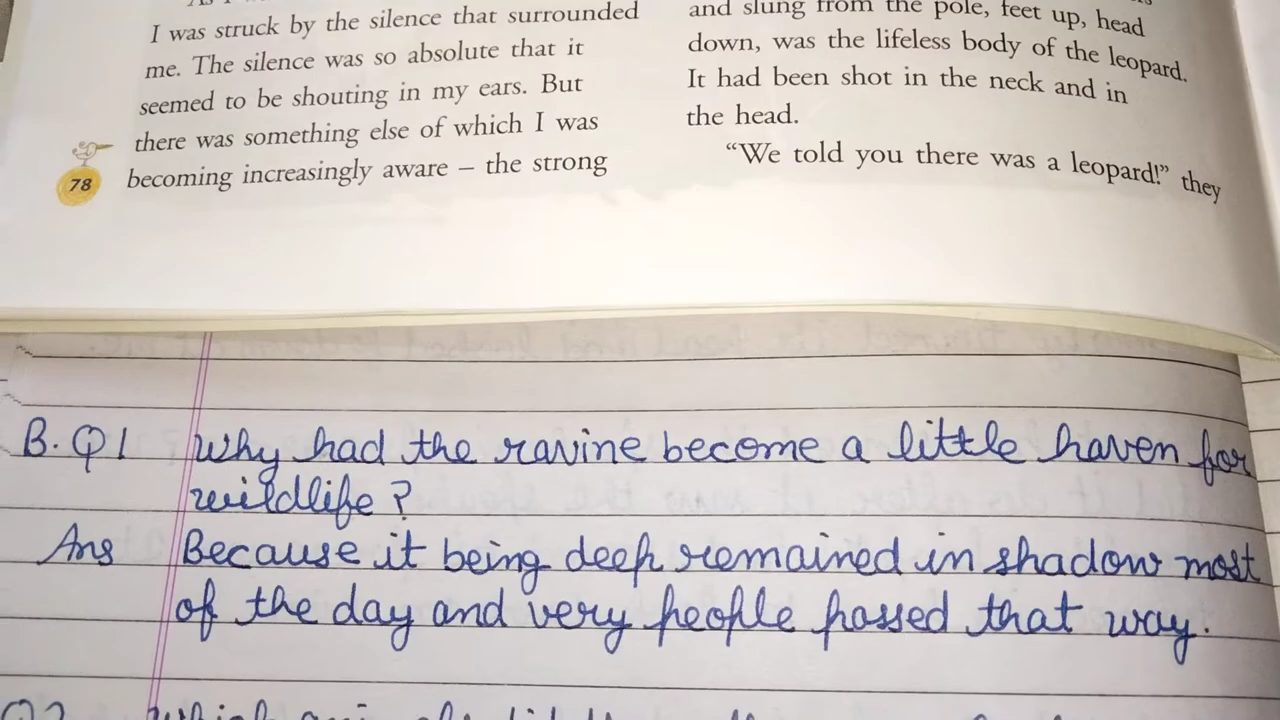 I was struck by the silence that surrounded
me. The silence was so absolute that it
seemed to be shouting in my ears. But
there was something else of which I was
becoming increasingly aware – the strong
78
and slung from the pole, feet up, head
down, was the lifeless body of the leopard.
It had been shot in the neck and in
the head.
“We told you there was a leopard!” they
B. Q1 Why had the ravine become a little haven for
wildlife?
Ans Because it being deep remained in shadow most
of the day and very people passed that way.